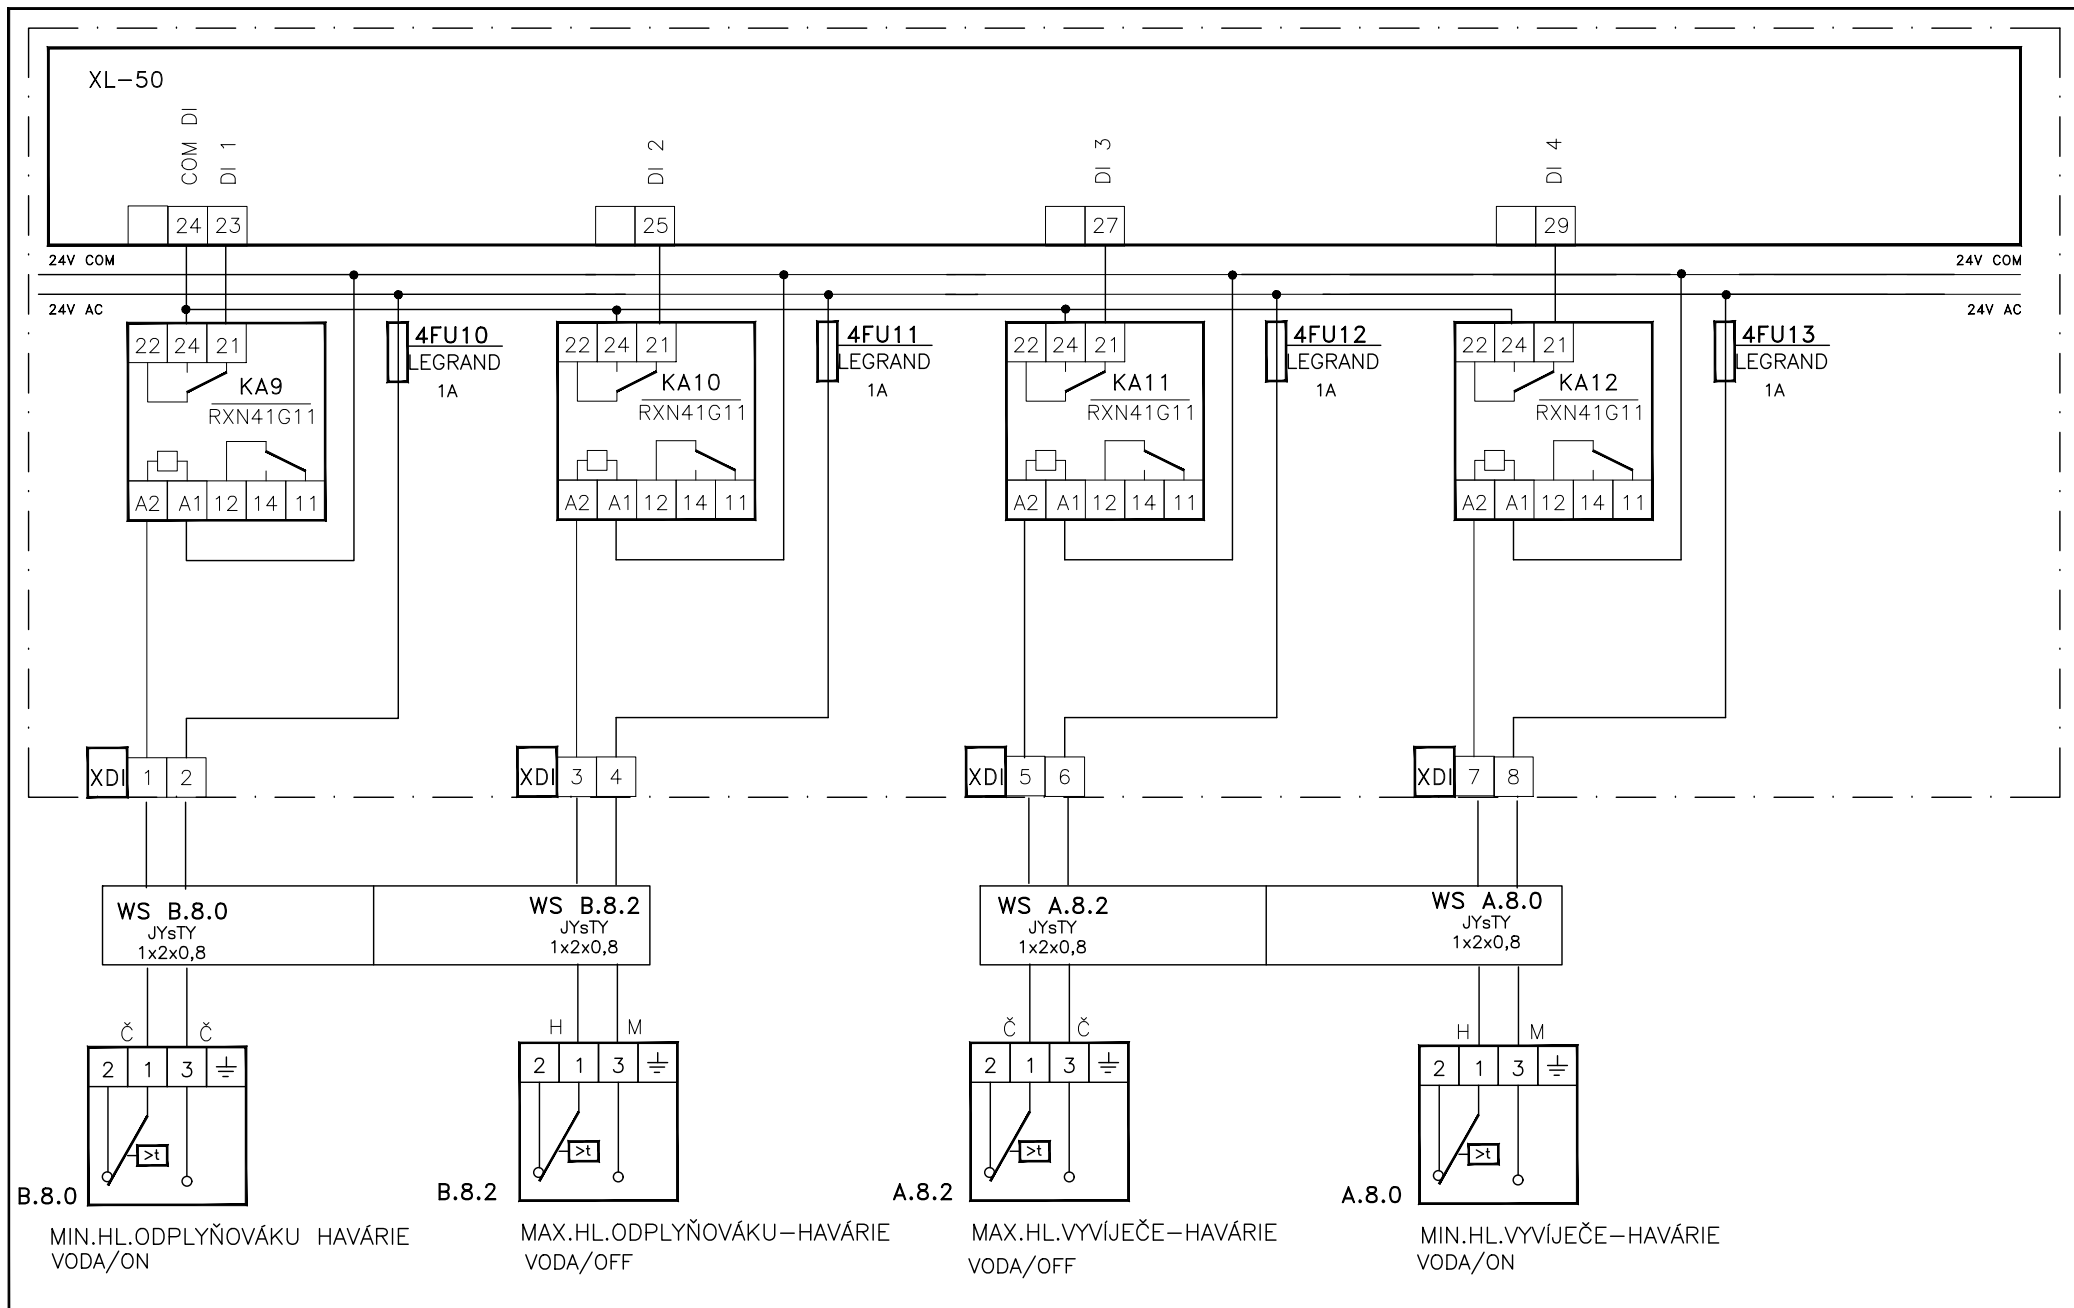 XL-50
COM DI
DI 1
DI 2
DI 3
DI 4
24 23
25
27
29
24V COM
24V COM
24V AC
24V AC
22 24 21
KA9
RXN41G11
A2 A1 12 14 11
4FU10
LEGRAND
1A
22 24 21
KA10
RXN41G11
A2 A1 12 14 11
4FU11
LEGRAND
1A
22 24 21
KA11
RXN41G11
A2 A1 12 14 11
4FU12
LEGRAND
1A
22 24 21
KA12
RXN41G11
A2 A1 12 14 11
4FU13
LEGRAND
1A
XDI 1 2
XDI 3 4
XDI 5 6
XDI 7 8
WS B.8.0
JYsTY
1x2x0,8
WS B.8.2
JYsTY
1x2x0,8
WS A.8.2
JYsTY
1x2x0,8
WS A.8.0
JYsTY
1x2x0,8
Č Č
2 1 3
>t
B.8.0
MIN.HL.ODPLYŇOVÁKU HAVÁRIE
VODA/ON
H M
2 1 3
>t
B.8.2
MAX.HL.ODPLYŇOVÁKU-HAVÁRIE
VODA/OFF
Č Č
2 1 3
>t
A.8.2
MAX.HL.VYVÍJEČE-HAVÁRIE
VODA/OFF
H M
2 1 3
>t
A.8.0
MIN.HL.VYVÍJEČE-HAVÁRIE
VODA/ON